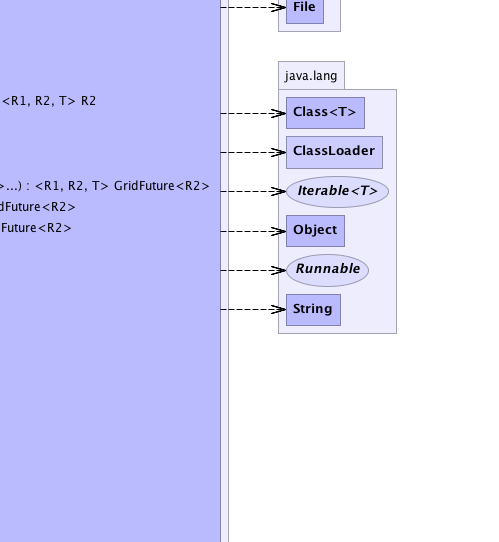 File
java.lang
<R1, R2, T> R2
Class<T>
ClassLoader
>...) : <R1, R2, T> GridFuture<R2>
Iterable<T>
dFuture<R2>
Future<R2>
Object
Runnable
String